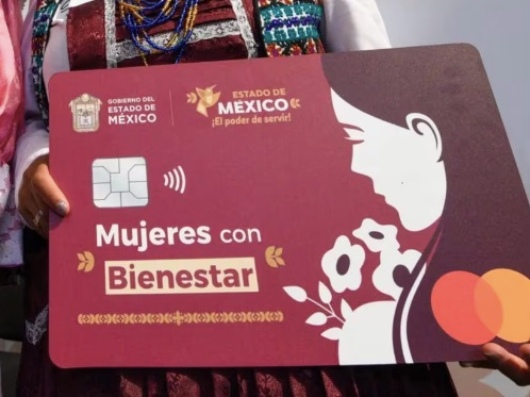 GOBIERNO DEL
ESTADO DE
MÉXICO
ESTADO DE
MÉXICO
¡El poder de servir!
Mujeres con
Bienestar